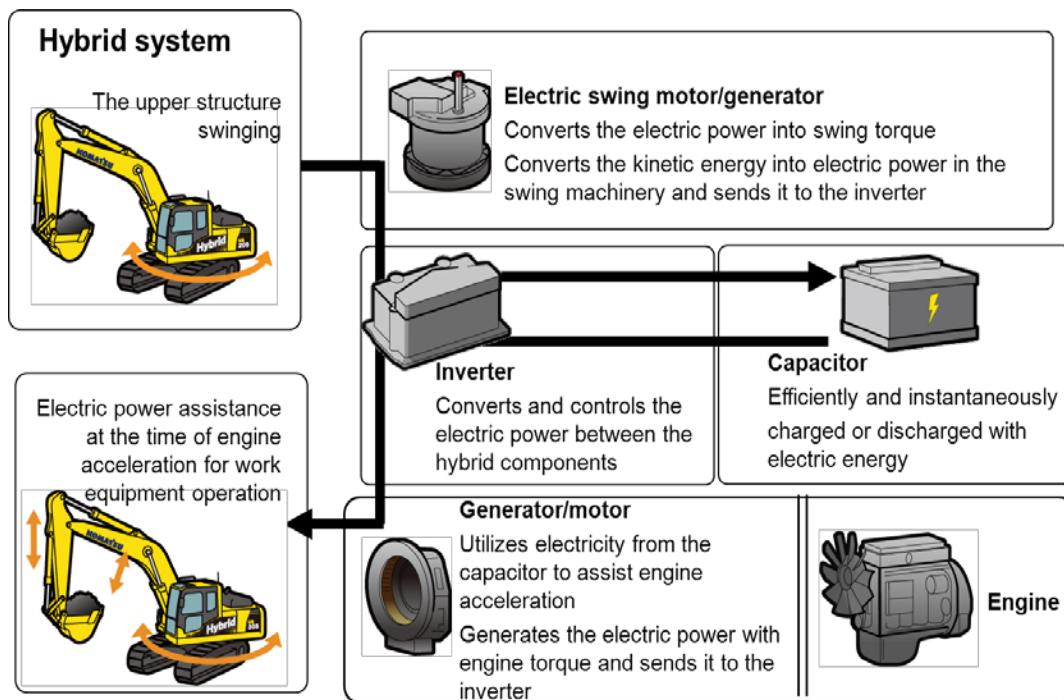 Hybrid system
The upper structure
swinging
KOMATSU
Hybrid
Electric swing motor/generator
Converts the electric power into swing torque
Converts the kinetic energy into electric power in the
swing machinery and sends it to the inverter
Inverter
Converts and controls the
electric power between the
hybrid components
Capacitor
Efficiently and instantaneously
charged or discharged with
electric energy
Electric power assistance
at the time of engine
acceleration for work
equipment operation
KOMATSU
Hybrid
Generator/motor
Utilizes electricity from the
capacitor to assist engine
acceleration
Generates the electric power with
engine torque and sends it to the
inverter
Engine